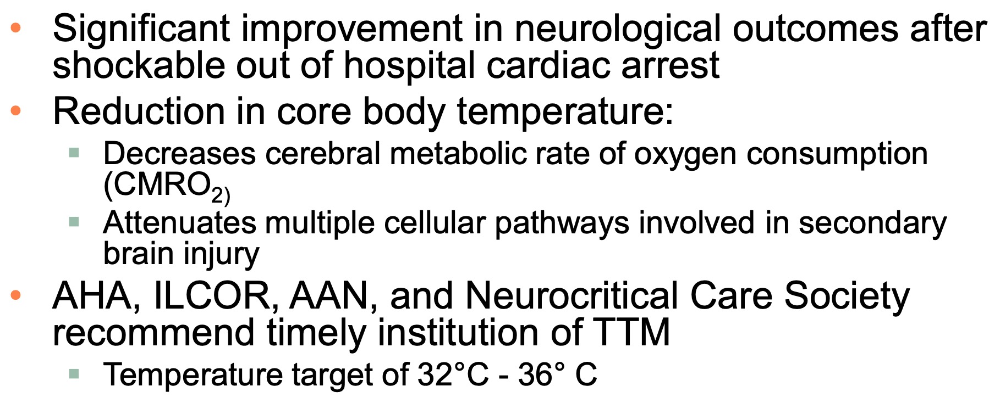 • Significant improvement in neurological outcomes after
shockable out of hospital cardiac arrest
• Reduction in core body temperature:
▪ Decreases cerebral metabolic rate of oxygen consumption
(CMRO₂₎
▪ Attenuates multiple cellular pathways involved in secondary
brain injury
• AHA, ILCOR, AAN, and Neurocritical Care Society
recommend timely institution of TTM
▪ Temperature target of 32°C - 36° C